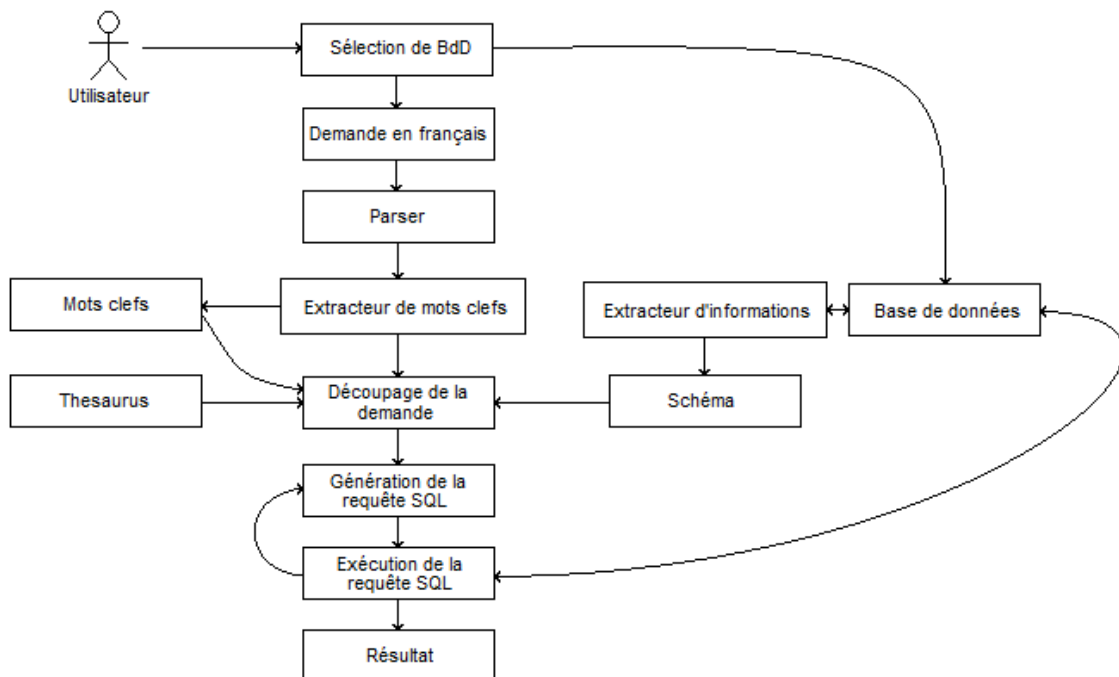 Sélection de BdD
Utilisateur
Demande en français
Parser
Mots clefs
Extracteur de mots clefs
Extracteur d'informations
Base de données
Thesaurus
Découpage de la
demande
Schéma
Génération de la
requête SQL
Exécution de la
requête SQL
Résultat